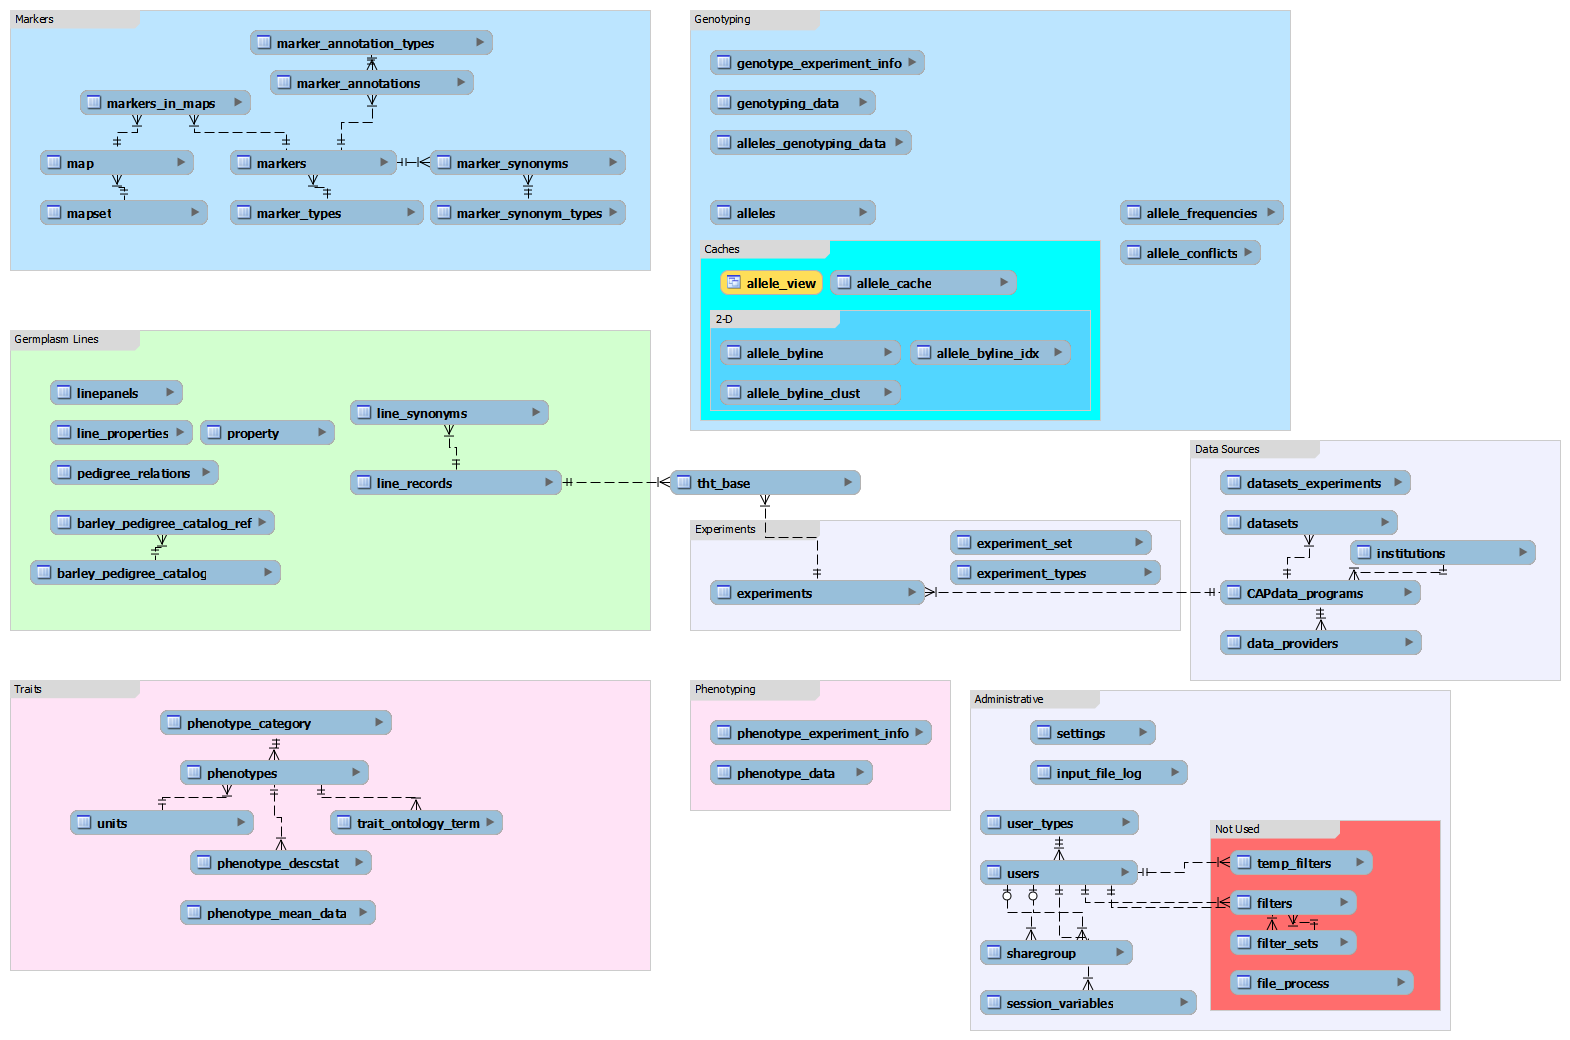 Markers
marker_annotation_types
marker_annotations
markers_in_maps
map
markers
marker_synonyms
mapset
marker_types
marker_synonym_types
Genotyping
genotype_experiment_info
genotyping_data
alleles_genotyping_data
alleles
allele_frequencies
allele_conflicts
Caches
allele_view
allele_cache
2-D
allele_byline
allele_byline_idx
allele_byline_clust
Germplasm Lines
linepanels
line_synonyms
line_properties
property
pedigree_relations
line_records
barley_pedigree_catalog_ref
barley_pedigree_catalog
tht_base
Experiments
experiment_set
experiment_types
experiments
Data Sources
datasets_experiments
datasets
institutions
CAPdata_programs
data_providers
Traits
phenotype_category
phenotypes
units
trait_ontology_term
phenotype_descstat
phenotype_mean_data
Phenotyping
phenotype_experiment_info
phenotype_data
Administrative
settings
input_file_log
user_types
users
sharegroup
session_variables
Not Used
temp_filters
filters
filter_sets
file_process